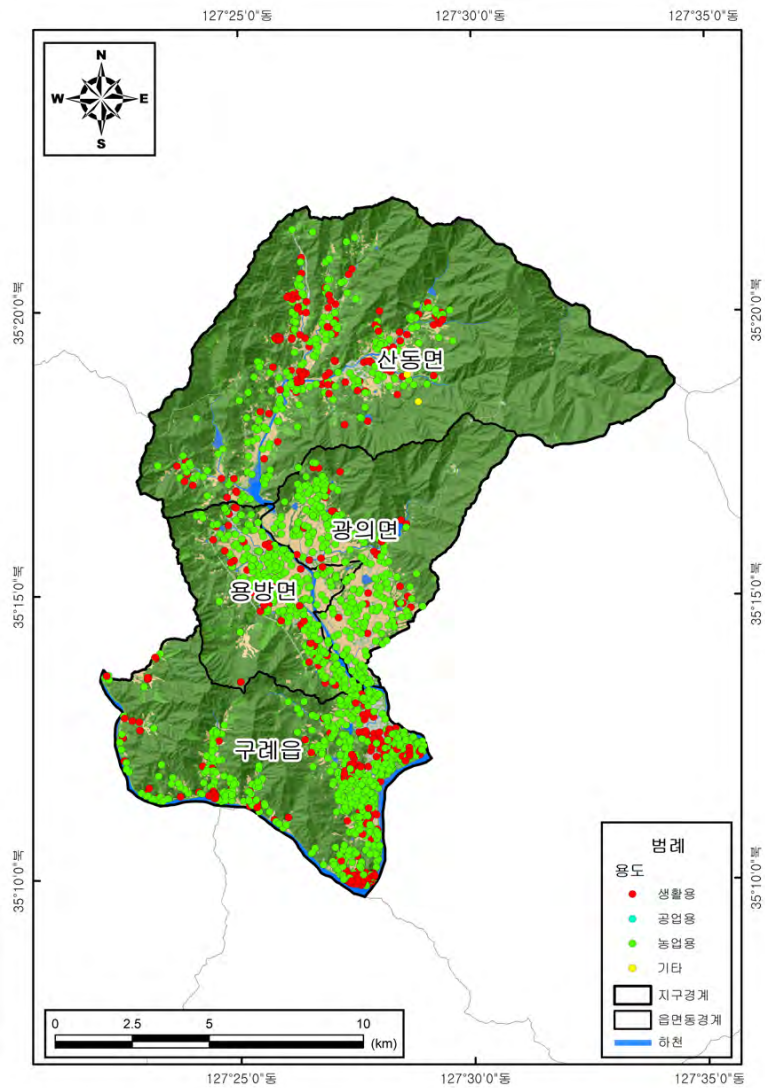 127°25'0"동 127°30'0"동 127°35'0"동
N
W E
S
35°20'0"북 35°20'0"북
산동면
광의면
용방면
35°15'0"북 35°15'0"북
구례읍
범례
용도
생활용
공업용
농업용
기타
지구경계
읍면동경계
하천
35°10'0"북 35°10'0"북
0 2.5 5 10
(km)
127°25'0"동 127°30'0"동 127°35'0"동